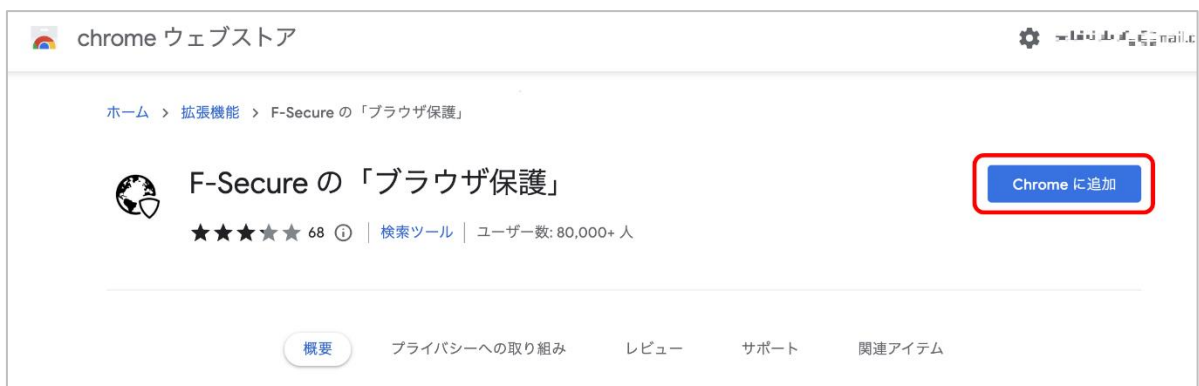 chrome ウェブストア
ホーム > 拡張機能 > F-Secure の「ブラウザ保護」
F-Secure の「ブラウザ保護」
Chrome に追加
68 検索ツール ユーザー数: 80,000+ 人
概要 プライバシーへの取り組み レビュー サポート 関連アイテム